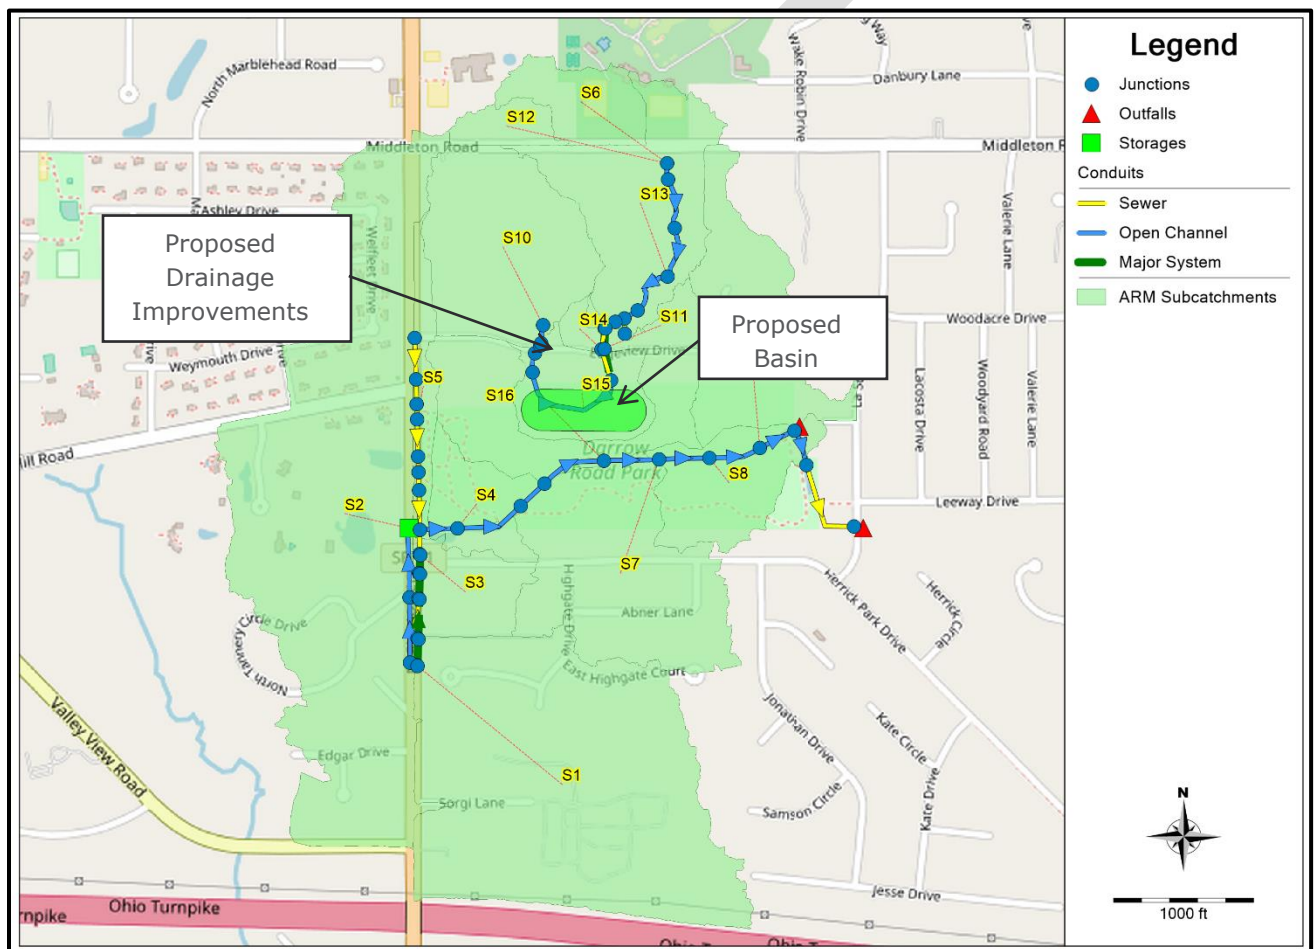 North Marblehead Road
Wake Robin Drive
Danbury Lane
S6
S12
Middleton Road
S13
Ashley Drive
Wellfleet Drive
Valerie Lane
Proposed
Drainage
Improvements
S10
S14
S11
Proposed
Basin
Woodacre Drive
Weymouth Drive
S5
S15
S16
Lacosta Drive
Woodyard Road
Valerie Lane
Hill Road
Darrow
Road Park
S8
S4
S2
Leeway Drive
S7
S3
Highgate Drive
Abner Lane
Herrick Park Drive
Herrick Circle
North Tannery Circle Drive
East Highgate Court
Jonathan Drive
Kate Circle
Valley View Road
Edgar Drive
S1
Sorgi Lane
Samson Circle
Kate Drive
Jesse Drive
Ohio Turnpike
Legend
Junctions
Outfalls
Storages
Conduits
Sewer
Open Channel
Major System
ARM Subcatchments
N
1000 ft